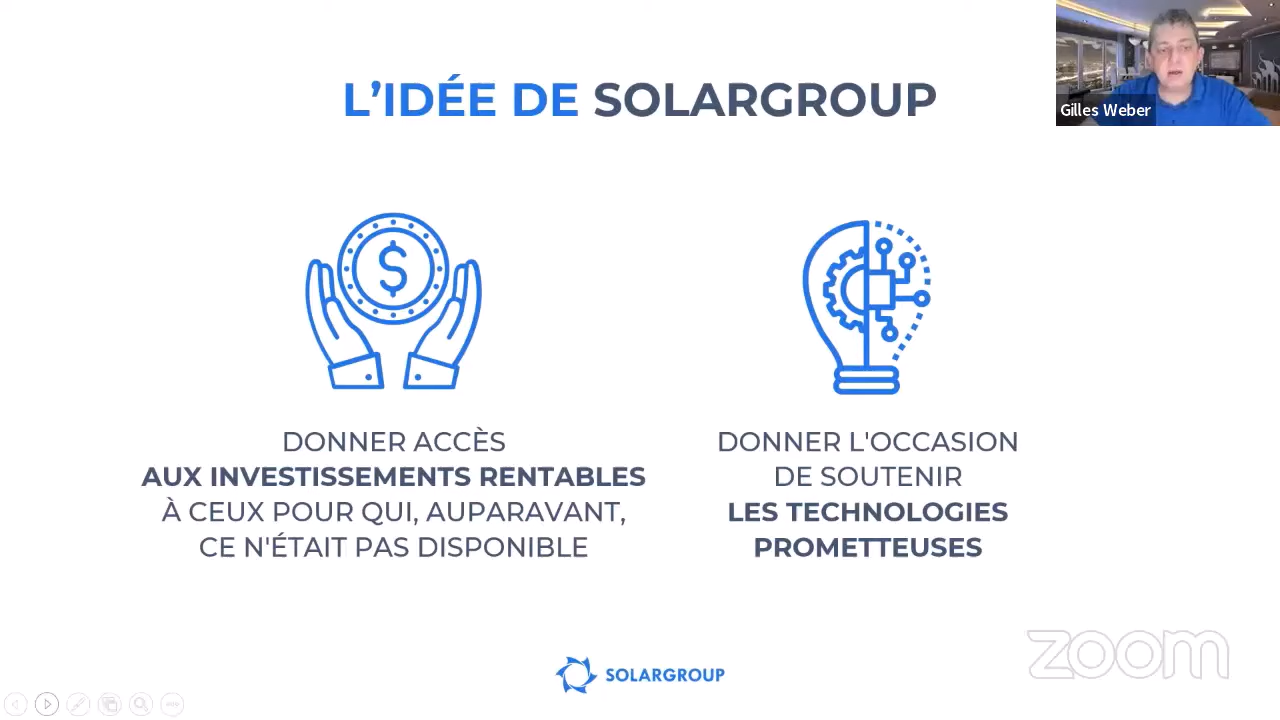 L'IDÉE DE SOLARGROUP
Gilles Weber
$
DONNER ACCÈS
AUX INVESTISSEMENTS RENTABLES
À CEUX POUR QUI, AUPARAVANT,
CE N'ÉTAIT PAS DISPONIBLE
DONNER L'OCCASION
DE SOUTENIR
LES TECHNOLOGIES
PROMETTEUSES
SOLARGROUP
zoom